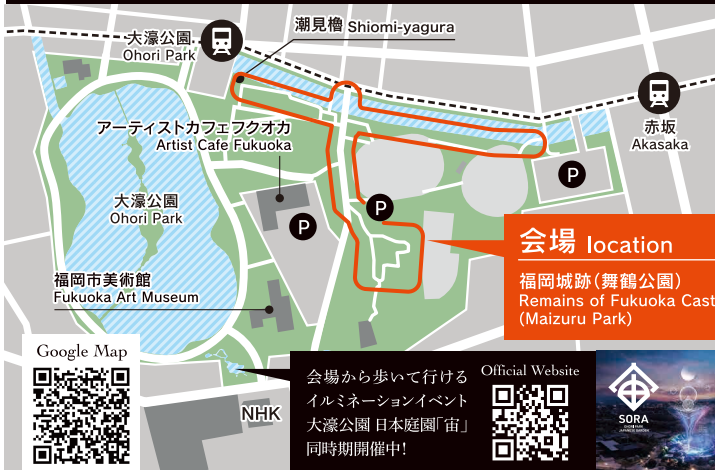 潮見櫓 Shiomi-yagura
大濠公園
Ohori Park
赤坂
Akasaka
アーティストカフェフクオカ
Artist Cafe Fukuoka
大濠公園
Ohori Park
P
P
P
会場 location
福岡城跡(舞鶴公園)
Remains of Fukuoka Cast
(Maizuru Park)
福岡市美術館
Fukuoka Art Museum
Google Map
NHK
会場から歩いて行ける
イルミネーションイベント
大濠公園 日本庭園「宙」
同時期開催中!
Official Website
SORA
OHORI PARK
JAPANESE GARDEN